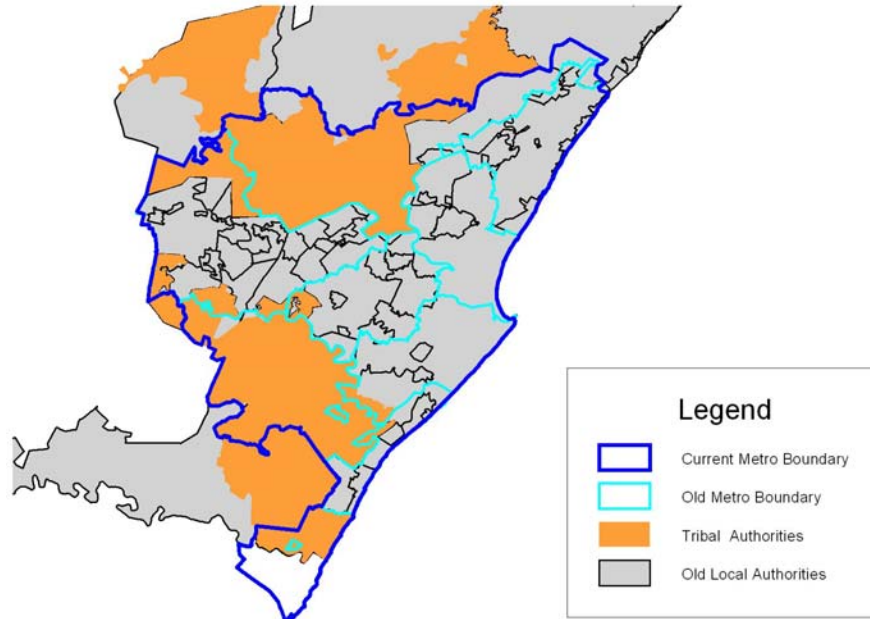 Legend
Current Metro Boundary
Old Metro Boundary
Tribal Authorities
Old Local Authorities